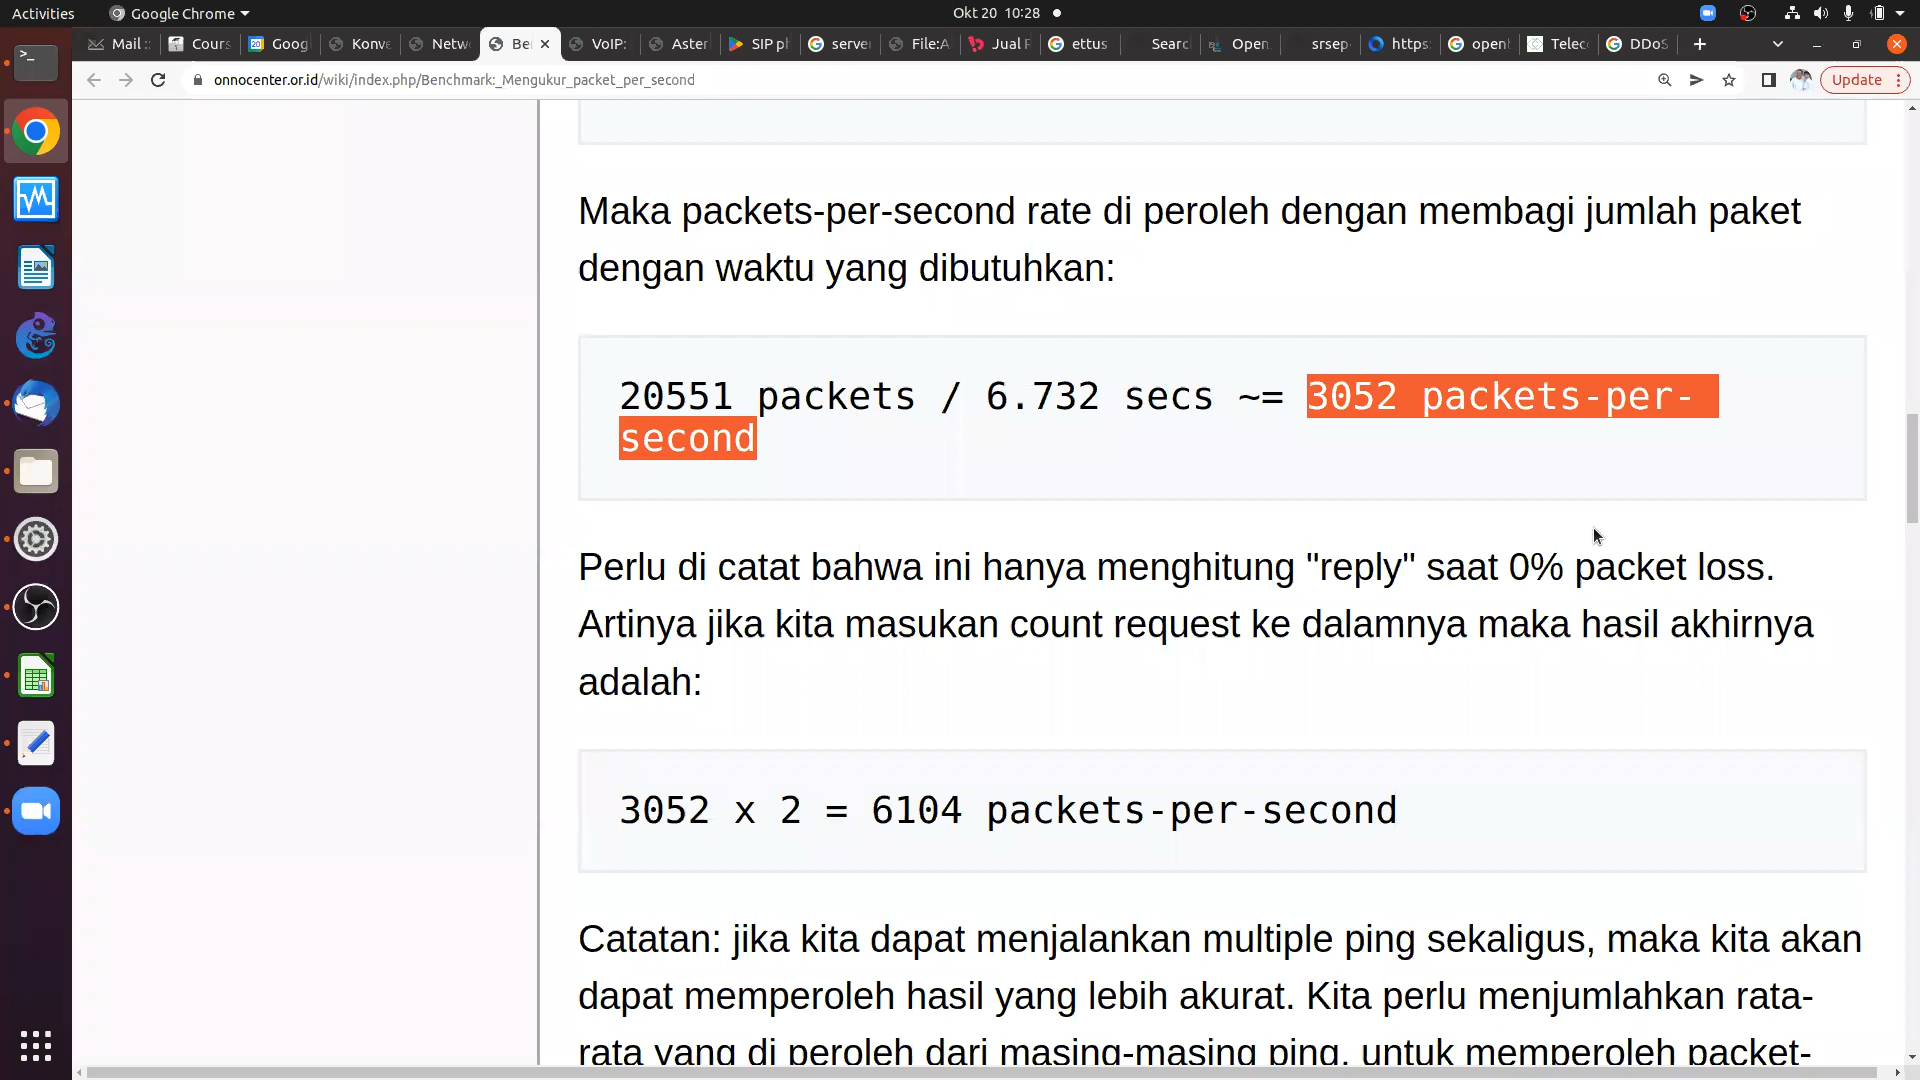 Activities
Google Chrome
Okt 20 10:28
Mail ::
Cours
Goog
Konve
Netw
Be
VoIP:
Aster
SIP ph
serve
File:A
Jual
ettus
Searc
Open
srsep
https:
open
Telec
DDoS
onnocenter.or.id/wiki/index.php/Benchmark:_Mengukur_packet_per_second
Update
Maka packets-per-second rate di peroleh dengan membagi jumlah paket
dengan waktu yang dibutuhkan:
20551 packets / 6.732 secs ~= 3052 packets-per-
second
Perlu di catat bahwa ini hanya menghitung "reply" saat 0% packet loss.
Artinya jika kita masukan count request ke dalamnya maka hasil akhirnya
adalah:
3052 x 2 = 6104 packets-per-second
Catatan: jika kita dapat menjalankan multiple ping sekaligus, maka kita akan
dapat memperoleh hasil yang lebih akurat. Kita perlu menjumlahkan rata-
rata yang di peroleh dari masing-masing ping, untuk memperoleh packet-